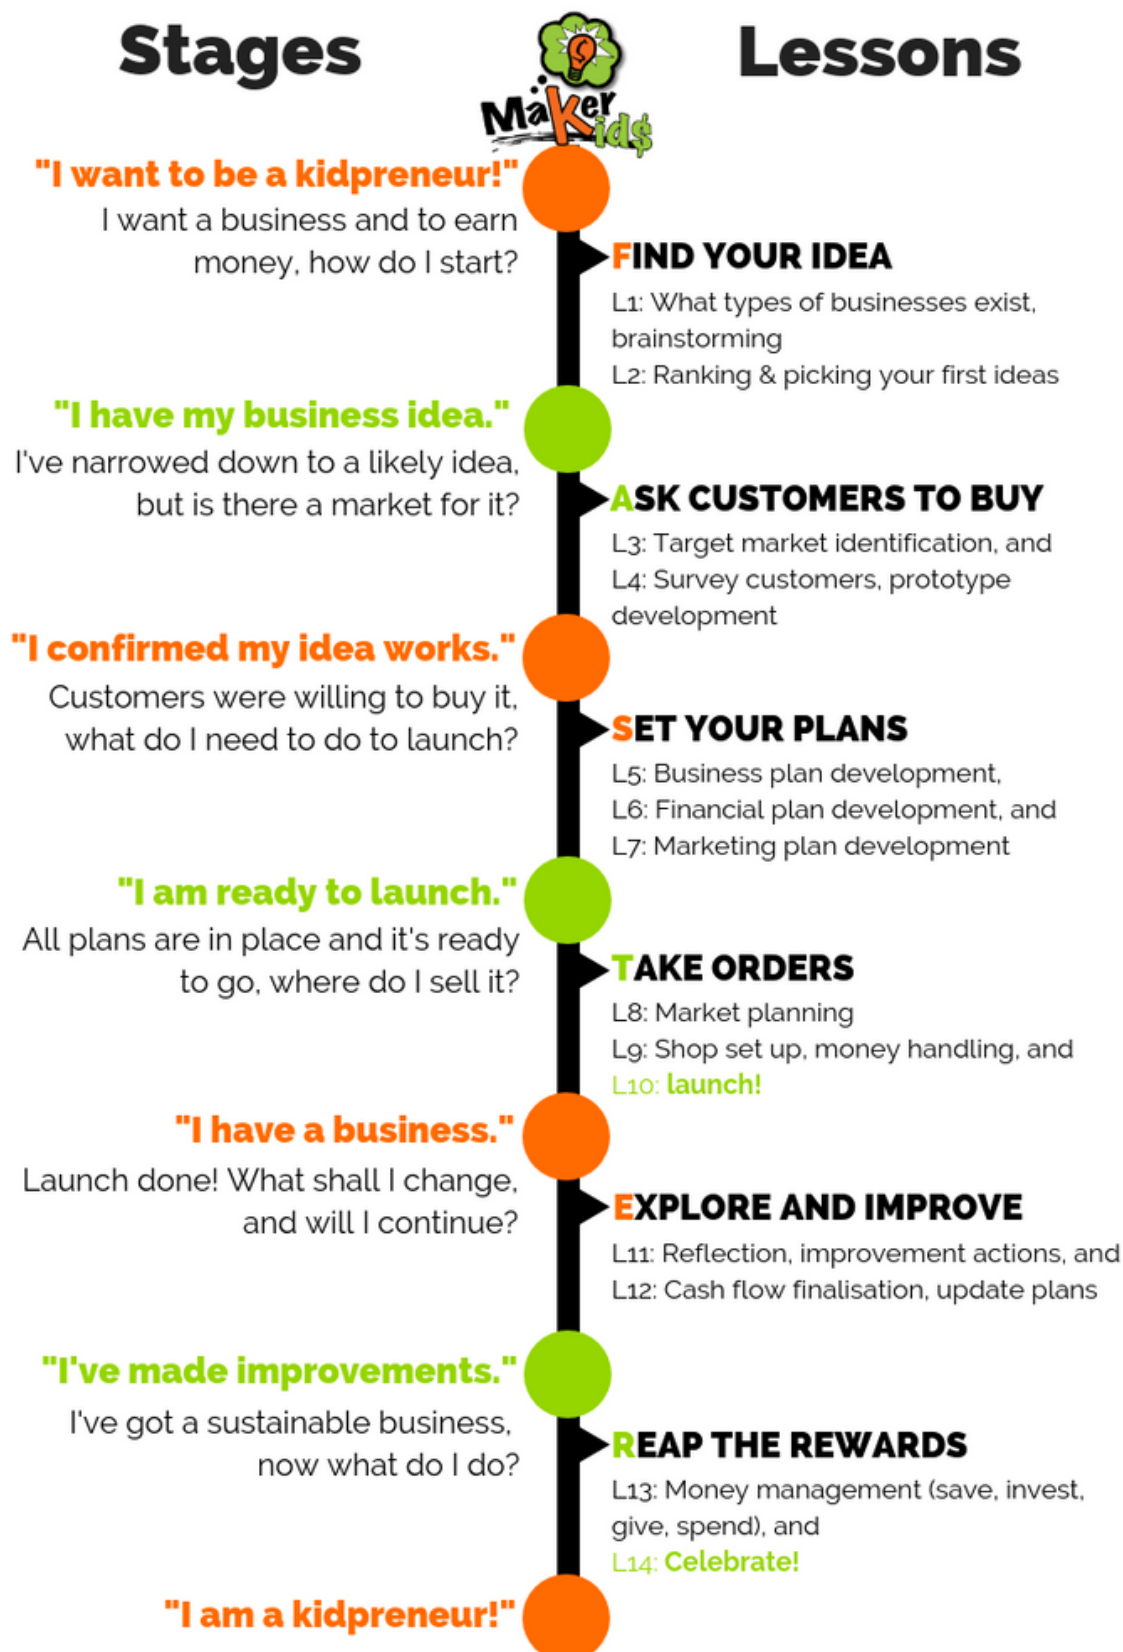 Stages
Lessons
Maker
Kid$
"I want to be a kidpreneur!"
I want a business and to earn
money, how do I start?
FIND YOUR IDEA
L1: What types of businesses exist,
brainstorming
L2: Ranking & picking your first ideas
"I have my business idea."
I've narrowed down to a likely idea,
but is there a market for it?
ASK CUSTOMERS TO BUY
L3: Target market identification, and
L4: Survey customers, prototype
development
"I confirmed my idea works."
Customers were willing to buy it,
what do I need to do to launch?
SET YOUR PLANS
L5: Business plan development,
L6: Financial plan development, and
L7: Marketing plan development
"I am ready to launch."
All plans are in place and it's ready
to go, where do I sell it?
TAKE ORDERS
L8: Market planning
L9: Shop set up, money handling, and
L10: launch!
"I have a business."
Launch done! What shall I change,
and will I continue?
EXPLORE AND IMPROVE
L11: Reflection, improvement actions, and
L12: Cash flow finalisation, update plans
"I've made improvements."
I've got a sustainable business,
now what do I do?
REAP THE REWARDS
L13: Money management (save, invest,
give, spend), and
L14: Celebrate!
"I am a kidpreneur!"